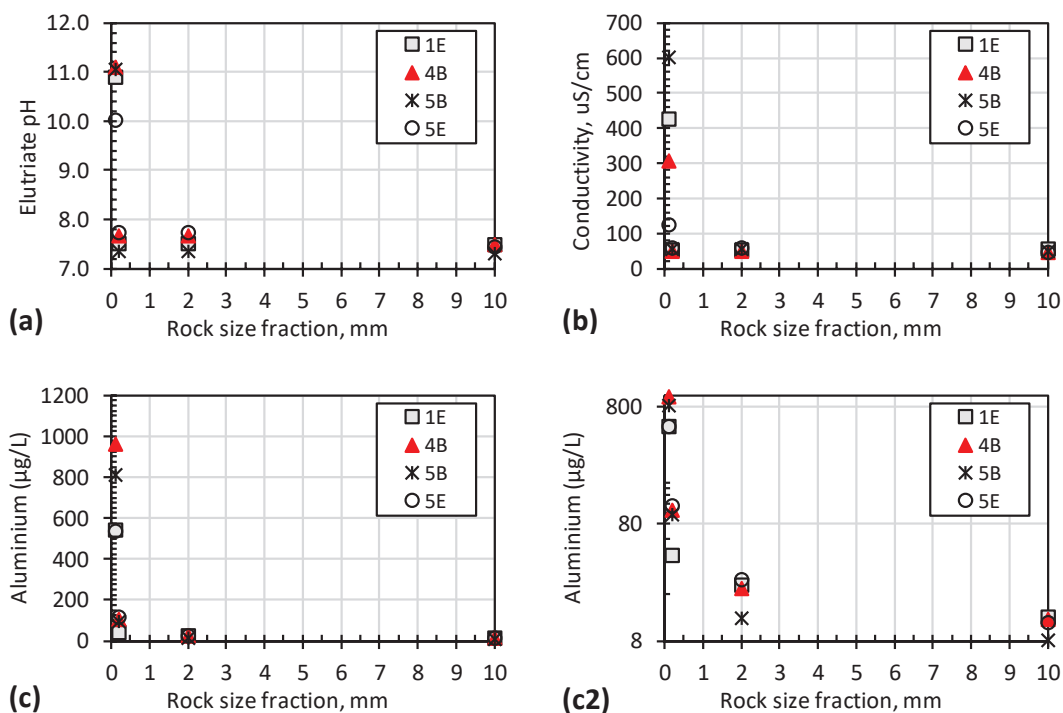 12.0
11.0
10.0
9.0
8.0
7.0
Elutriate pH
1E
4B
5B
5E
0 1 2 3 4 5 6 7 8 9 10
(a)
Rock size fraction, mm
700
600
500
400
300
200
100
0
Conductivity, uS/cm
1E
4B
5B
5E
0 1 2 3 4 5 6 7 8 9 10
(b)
Rock size fraction, mm
1200
1000
800
600
400
200
0
Aluminium (µg/L)
1E
4B
5B
5E
0 1 2 3 4 5 6 7 8 9 10
(c)
Rock size fraction, mm
800
80
8
Aluminium (µg/L)
1E
4B
5B
5E
0 1 2 3 4 5 6 7 8 9 10
(c2)
Rock size fraction, mm